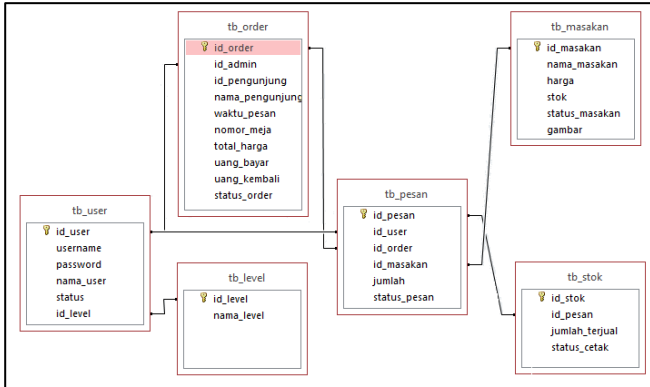 tb_order
id_order
id_admin
id_pengunjung
nama_pengunjung
waktu_pesan
nomor_meja
total_harga
uang_bayar
uang_kembali
status_order
tb_masakan
id_masakan
nama_masakan
harga
stok
status_masakan
gambar
tb_user
id_user
username
password
nama_user
status
id_level
tb_level
id_level
nama_level
tb_pesan
id_pesan
id_user
id_order
id_masakan
jumlah
status_pesan
tb_stok
id_stok
id_pesan
jumlah_terjual
status_cetak